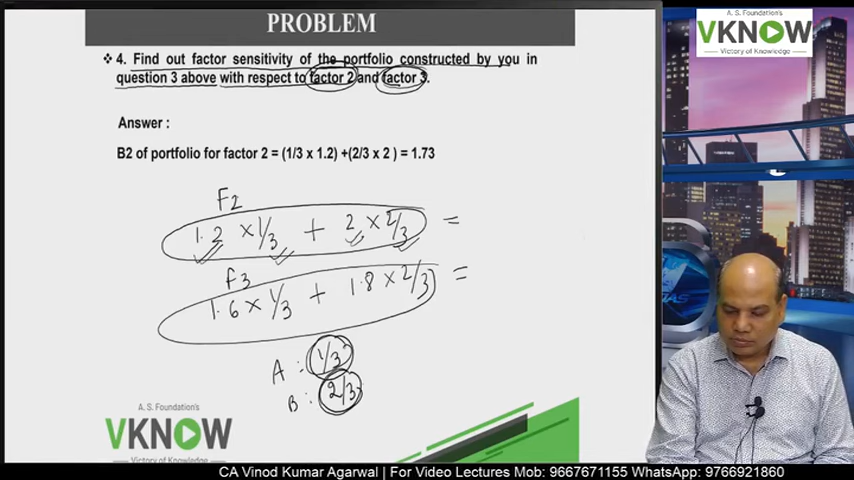 PROBLEM
A. S. Foundation's
VKNOW
Victory of Knowledge
❖ 4. Find out factor sensitivity of the portfolio constructed by you in
question 3 above with respect to factor 2 and factor 3.
Answer :
B2 of portfolio for factor 2 = (1/3 x 1.2) +(2/3 x 2 ) = 1.73
F2
1.2 × 1/3 + 2 × 2/3 =
F3
1.6 × 1/3 + 1.8 × 2/3 =
A : 1/3
B : 2/3
A. S. Foundation's
VKNOW
Victory of Knowledge
CA Vinod Kumar Agarwal | For Video Lectures Mob: 9667671155 WhatsApp: 9766921860